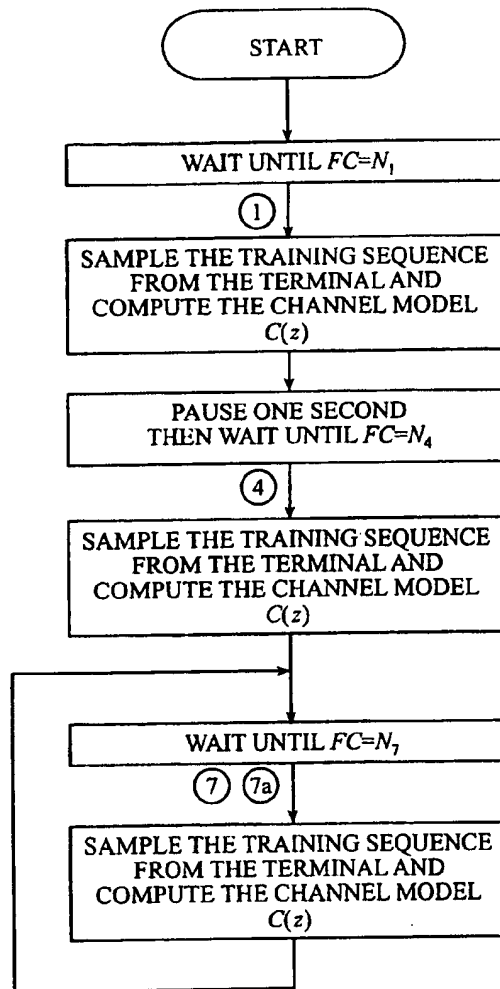 START
WAIT UNTIL FC=N₁
1
SAMPLE THE TRAINING SEQUENCE
FROM THE TERMINAL AND
COMPUTE THE CHANNEL MODEL
C(z)
PAUSE ONE SECOND
THEN WAIT UNTIL FC=N₄
4
SAMPLE THE TRAINING SEQUENCE
FROM THE TERMINAL AND
COMPUTE THE CHANNEL MODEL
C(z)
WAIT UNTIL FC=N₇
7 7a
SAMPLE THE TRAINING SEQUENCE
FROM THE TERMINAL AND
COMPUTE THE CHANNEL MODEL
C(z)